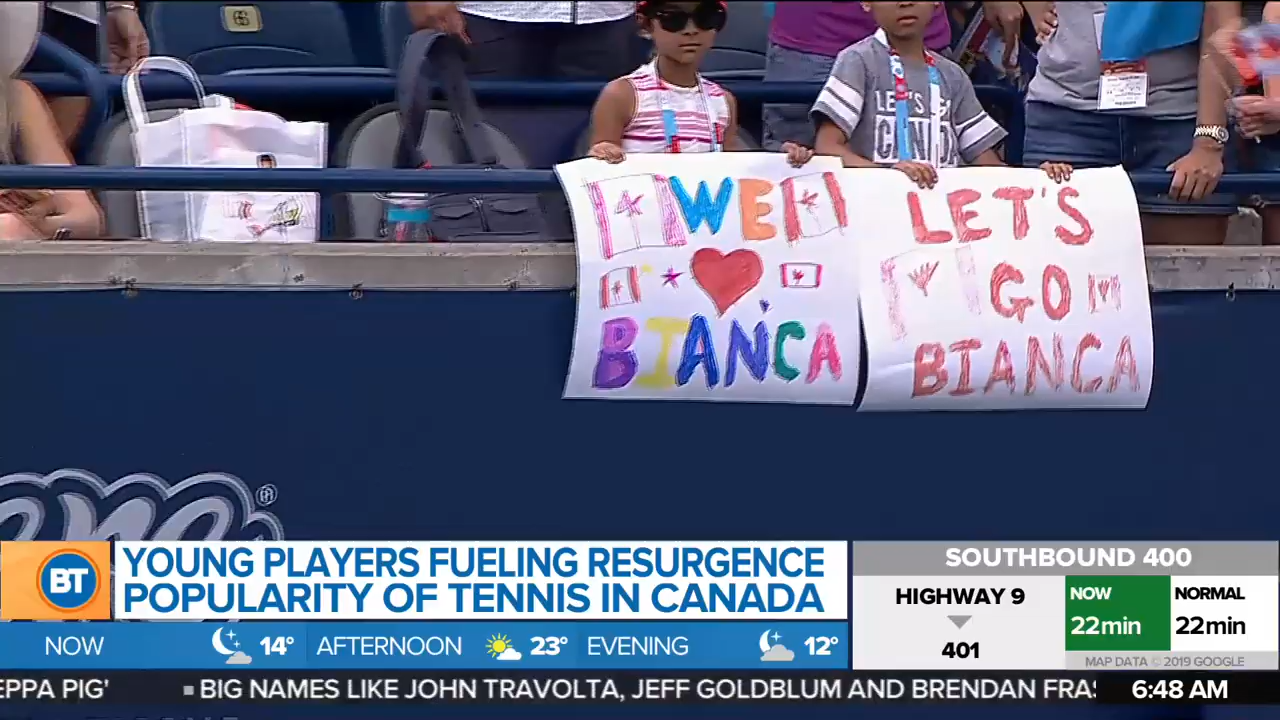 LET'S
CANADA
WE
BIANCA
LET'S
GO
BIANCA
®
BT
YOUNG PLAYERS FUELING RESURGENCE
POPULARITY OF TENNIS IN CANADA
SOUTHBOUND 400
HIGHWAY 9
401
NOW
22min
NORMAL
22min
MAP DATA © 2019 GOOGLE
NOW 14° AFTERNOON 23° EVENING 12°
EPPA PIG' ▪ BIG NAMES LIKE JOHN TRAVOLTA, JEFF GOLDBLUM AND BRENDAN FRAS
6:48 AM